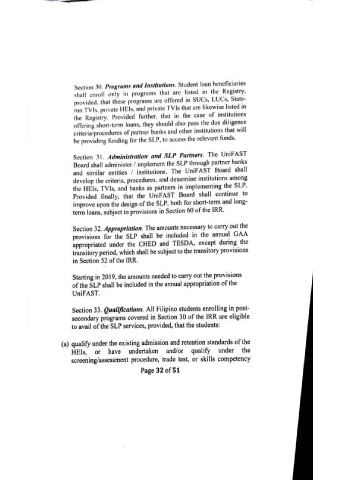 Section 30. Programs and Institutions. Student loan beneficiaries
shall enroll only in programs that are listed in the Registry,
provided, that these programs are offered in SUCs, LUCs, State-
run TVIs, private HEIs, and private TVIs that are likewise listed in
the Registry. Provided further, that in the case of institutions
offering short-term loans, they should also pass the due diligence
criteria/procedures of partner banks and other institutions that will
be providing funding for the SLP, to access the relevant funds.
Section 31. Administration and SLP Partners. The UniFAST
Board shall administer / implement the SLP through partner banks
and similar entities / institutions. The UniFAST Board shall
develop the criteria, procedures, and determine institutions among
the HEIs, TVIs, and banks as partners in implementing the SLP.
Provided finally, that the UniFAST Board shall continue to
improve upon the design of the SLP, both for short-term and long-
term loans, subject to provisions in Section 60 of the IRR.
Section 32. Appropriation. The amounts necessary to carry out the
provisions for the SLP shall be included in the annual GAA
appropriated under the CHED and TESDA, except during the
transitory period, which shall be subject to the transitory provisions
in Section 52 of the IRR.
Starting in 2019, the amounts needed to carry out the provisions
of the SLP shall be included in the annual appropriation of the
UniFAST.
Section 33. Qualifications. All Filipino students enrolling in post-
secondary programs covered in Section 30 of the IRR are eligible
to avail of the SLP services, provided, that the students:
(a) qualify under the existing admission and retention standards of the
HEIs, or have undertaken and/or qualify under the
screening/assessment procedure, trade test, or skills competency
Page 32 of 51